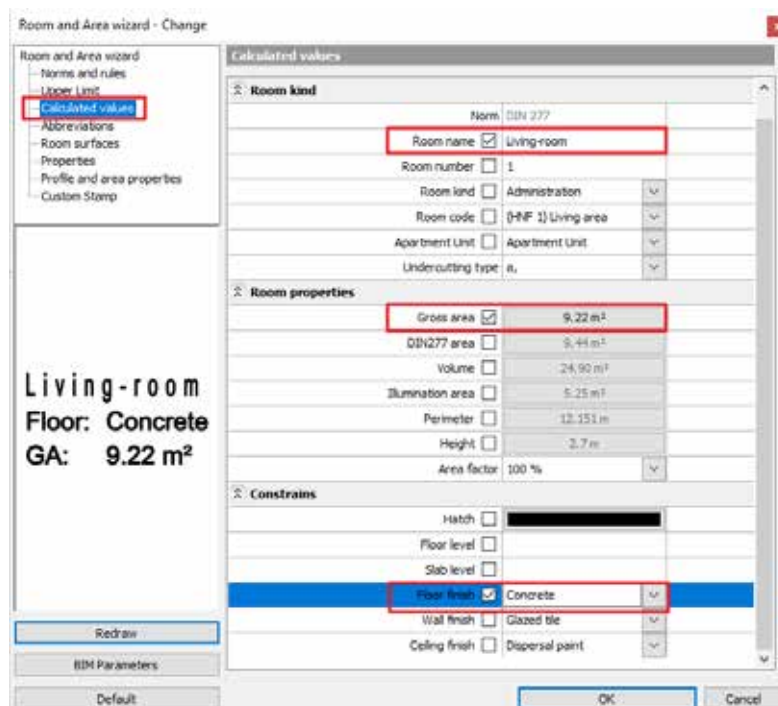 Room and Area wizard - Change
Room and Area wizard
Norms and rules
Upper Limit
Calculated values
Abbreviations
Room surfaces
Properties
Profile and area properties
Custom Stamp
Living-room
Floor: Concrete
GA: 9.22 m²
Redraw
BIM Parameters
Default
Calculated values
Room kind
Norm DIN 277
Room name Living-room
Room number 1
Room kind Administration
Room code (HNF 1) Living area
Apartment Unit Apartment Unit
Undercutting type a,
Room properties
Gross area 9.22 m²
DIN277 area 9.44 m²
Volume 24.90 m³
Illumination area 5.25 m²
Perimeter 12.151 m
Height 2.7 m
Area factor 100 %
Constrains
Hatch
Floor level
Slab level
Floor finish Concrete
Wall finish Glazed tile
Ceiling finish Dispersal paint
OK Cancel